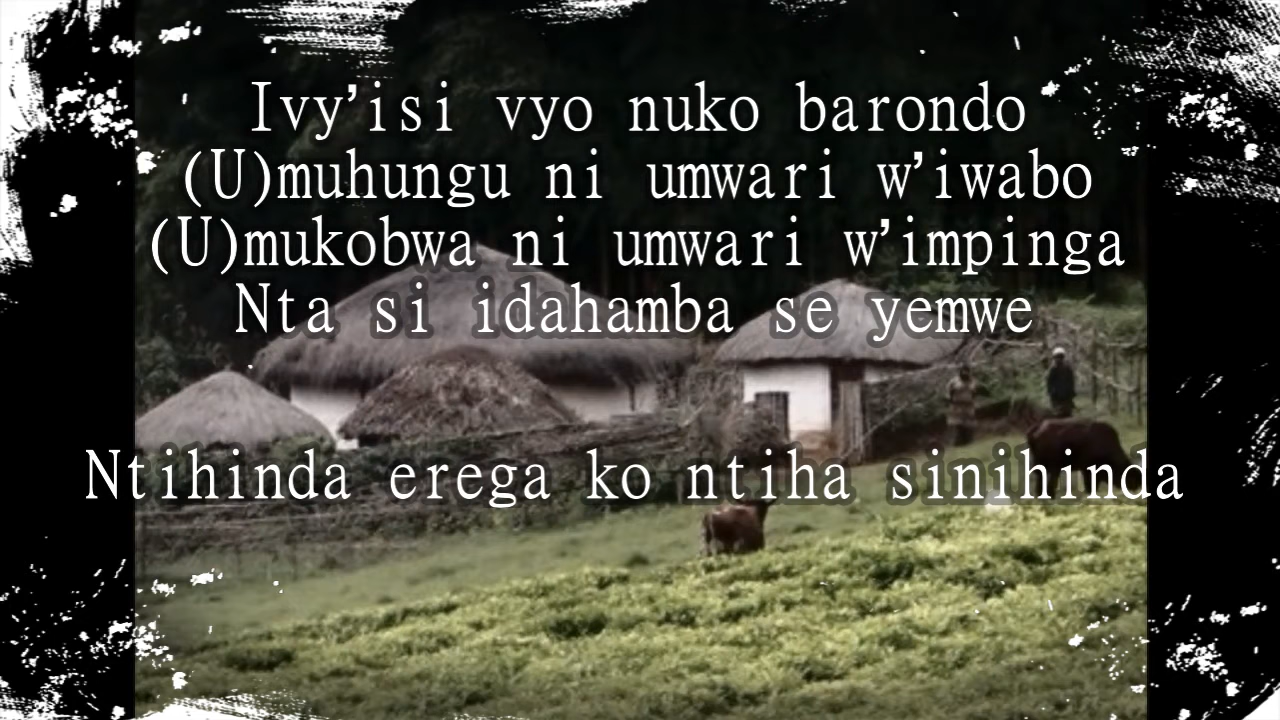 Ivy’isi vyo nuko barondo
(U)muhungu ni umwari w’iwabo
(U)mukobwa ni umwari w’impinga
Nta si idahamba se yemwe
Ntihinda erega ko ntiha sinihinda